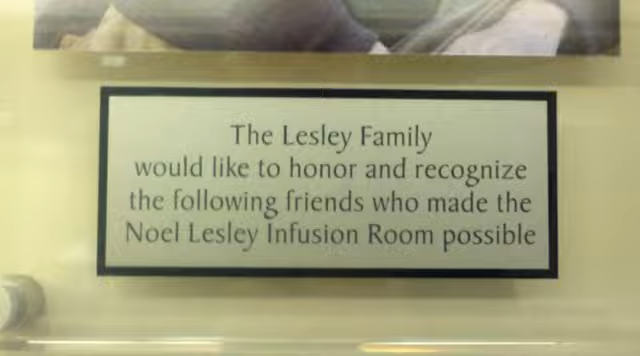 The Lesley Family
would like to honor and recognize
the following friends who made the
Noel Lesley Infusion Room possible